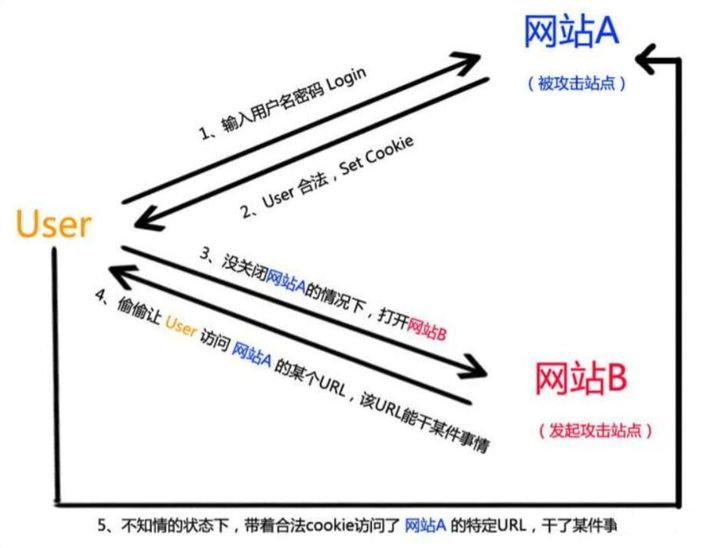 网站A
（被攻击站点）
1、输入用户名密码 Login
2、User 合法，Set Cookie
User
3、没关闭网站A的情况下，打开网站B
4、偷偷让 User 访问 网站A 的某个URL，该URL能干某件事情
网站B
（发起攻击站点）
5、不知情的状态下，带着合法cookie访问了 网站A 的特定URL，干了某件事